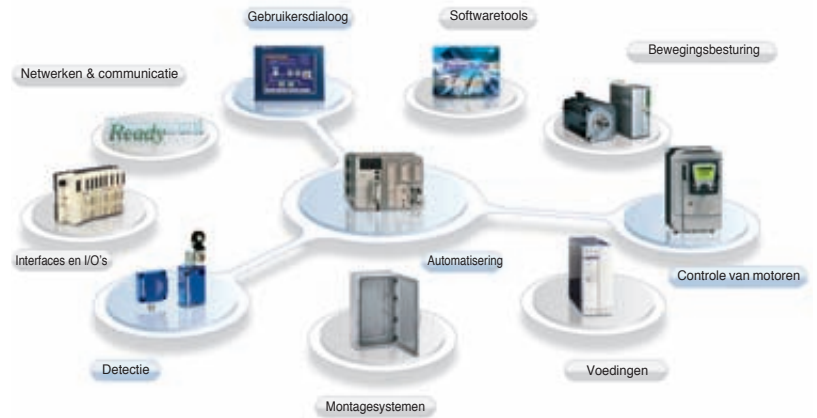 Gebruikersdialoog
Softwaretools
Bewegingsbesturing
Netwerken & communicatie
Ready
Interfaces en I/O's
Automatisering
Controle van motoren
Detectie
Voedingen
Montagesystemen